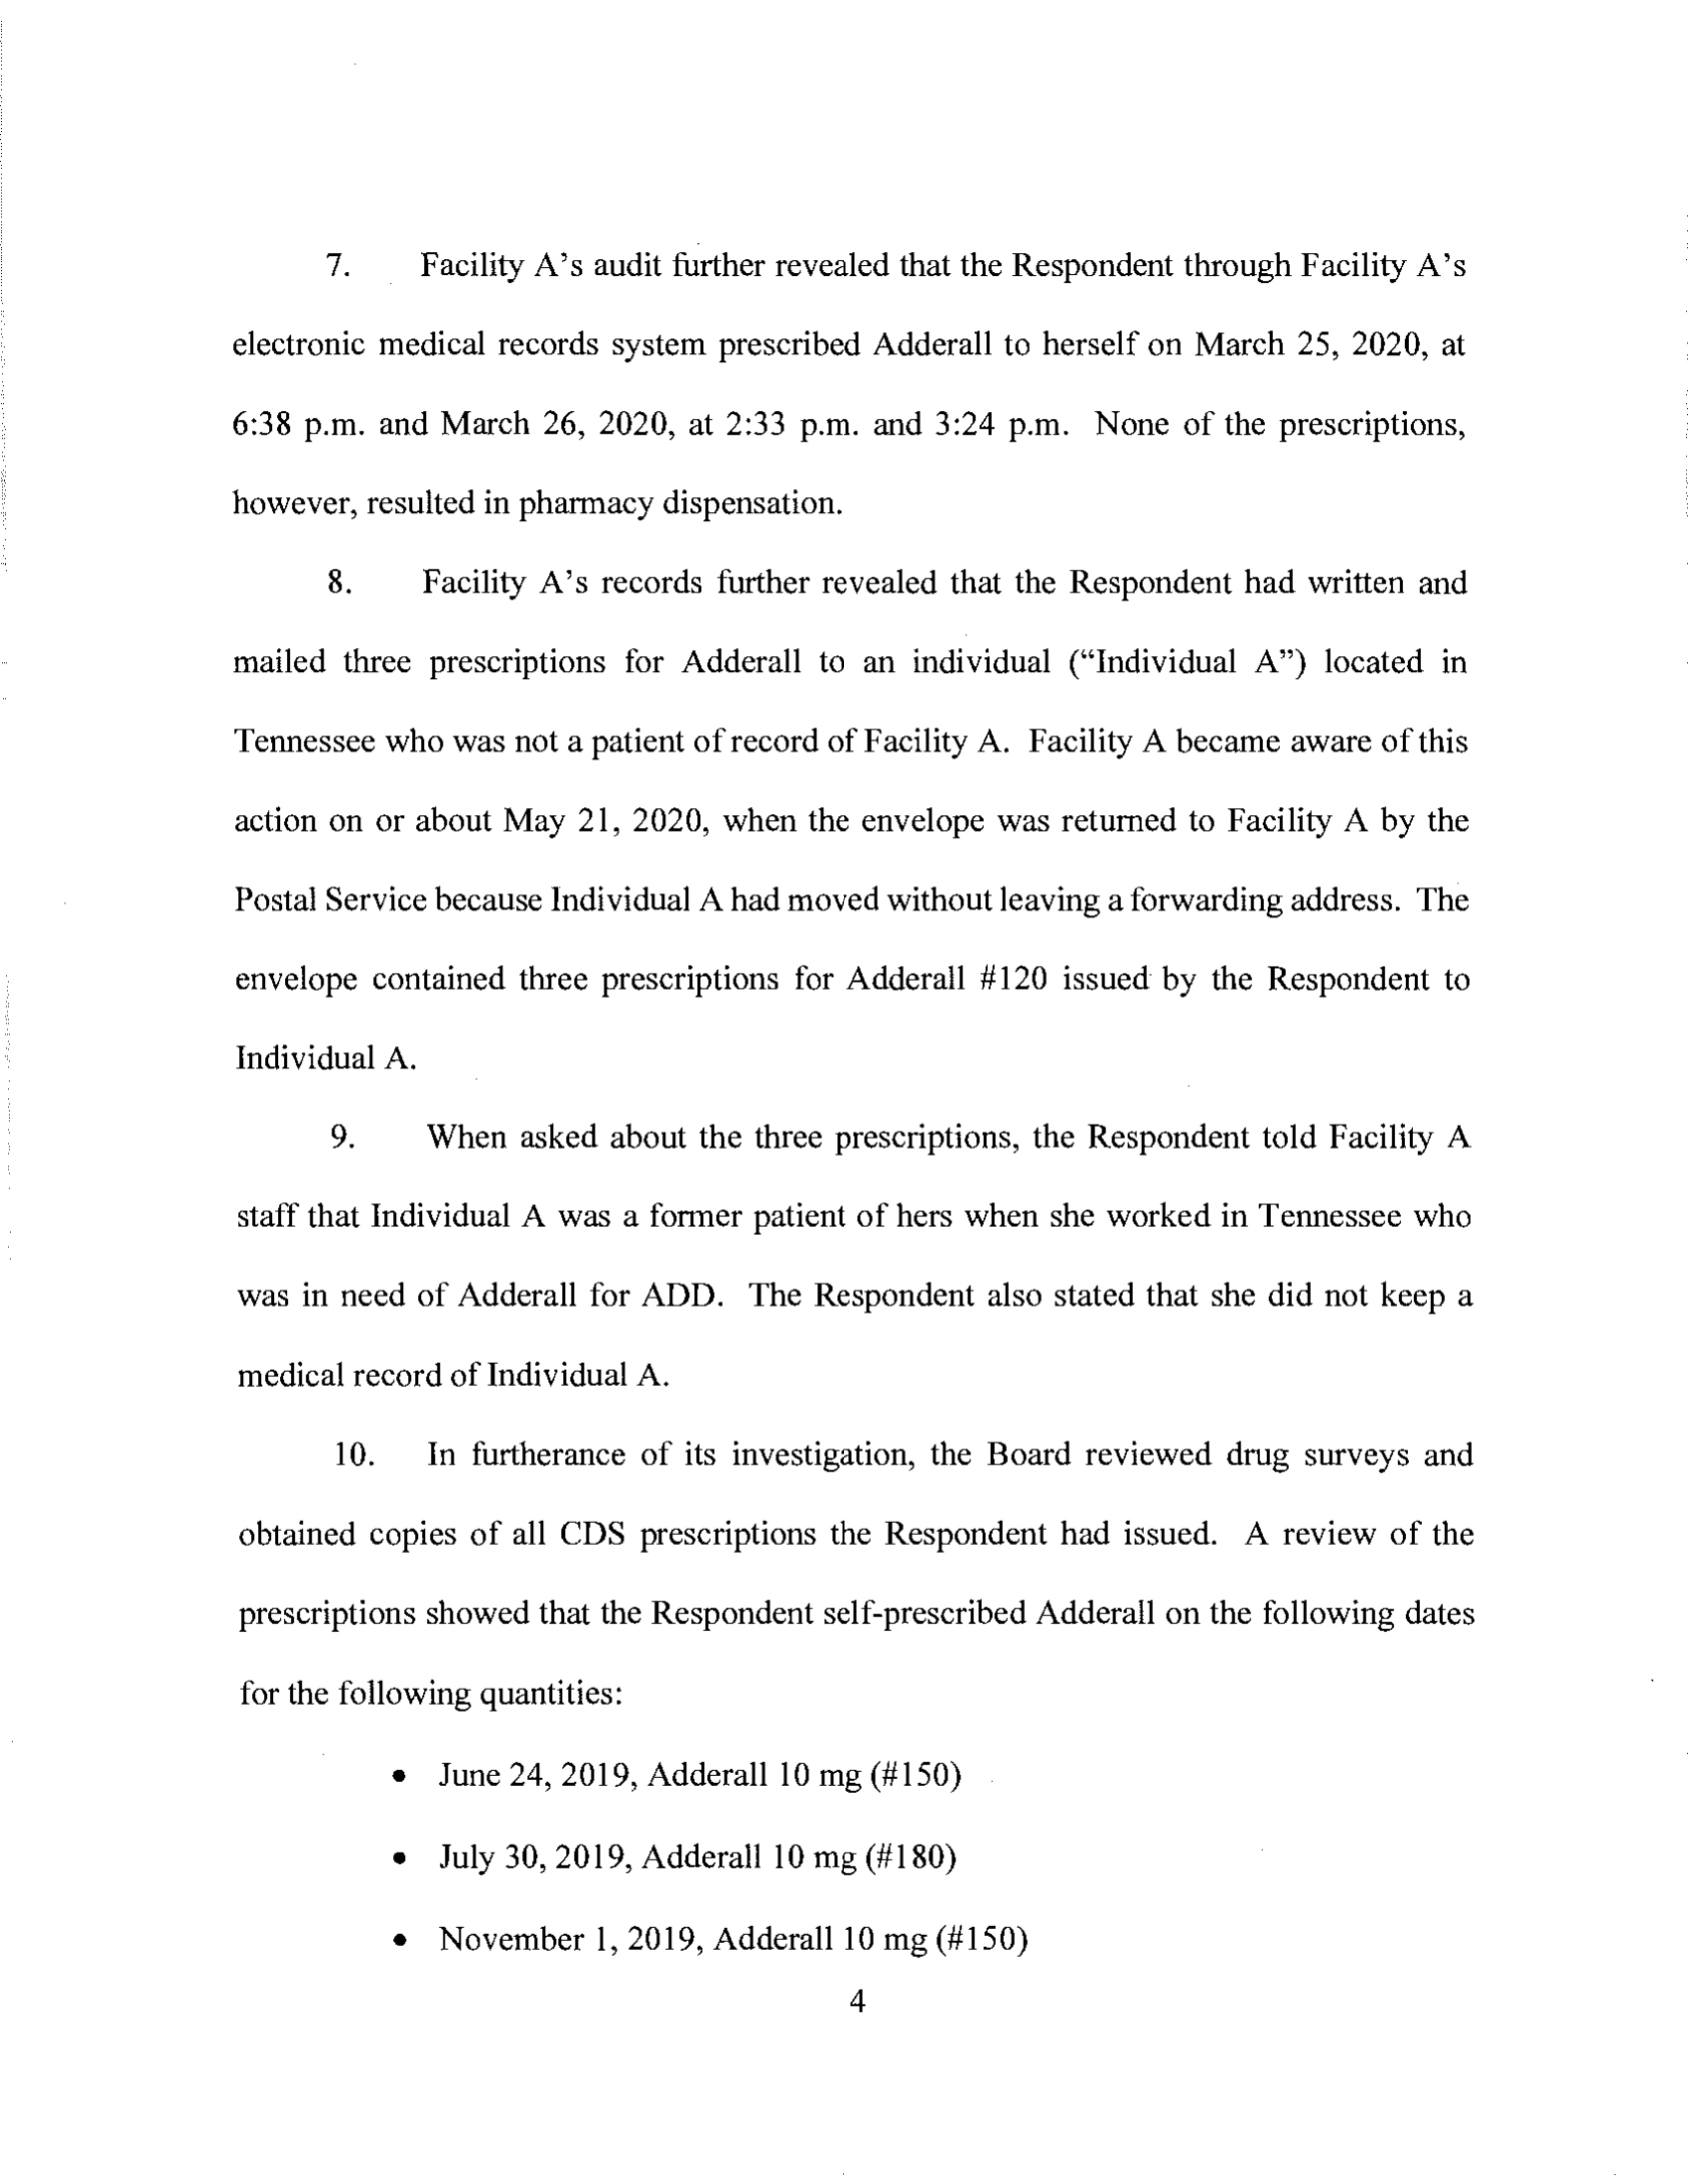 7. Facility A's audit further revealed that the Respondent through Facility A's
electronic medical records system prescribed Adderall to herself on March 25, 2020, at
6:38 p.m. and March 26, 2020, at 2:33 p.m. and 3:24 p.m. None of the prescriptions,
however, resulted in pharmacy dispensation.
8. Facility A's records further revealed that the Respondent had written and
mailed three prescriptions for Adderall to an individual ("Individual A") located in
Tennessee who was not a patient of record of Facility A. Facility A became aware of this
action on or about May 21, 2020, when the envelope was returned to Facility A by the
Postal Service because Individual A had moved without leaving a forwarding address. The
envelope contained three prescriptions for Adderall #120 issued by the Respondent to
Individual A.
9. When asked about the three prescriptions, the Respondent told Facility A
staff that Individual A was a former patient of hers when she worked in Tennessee who
was in need of Adderall for ADD. The Respondent also stated that she did not keep a
medical record of Individual A.
10. In furtherance of its investigation, the Board reviewed drug surveys and
obtained copies of all CDS prescriptions the Respondent had issued. A review of the
prescriptions showed that the Respondent self-prescribed Adderall on the following dates
for the following quantities:
• June 24, 2019, Adderall 10 mg (#150)
• July 30, 2019, Adderall 10 mg (#180)
• November 1, 2019, Adderall 10 mg (#150)
4